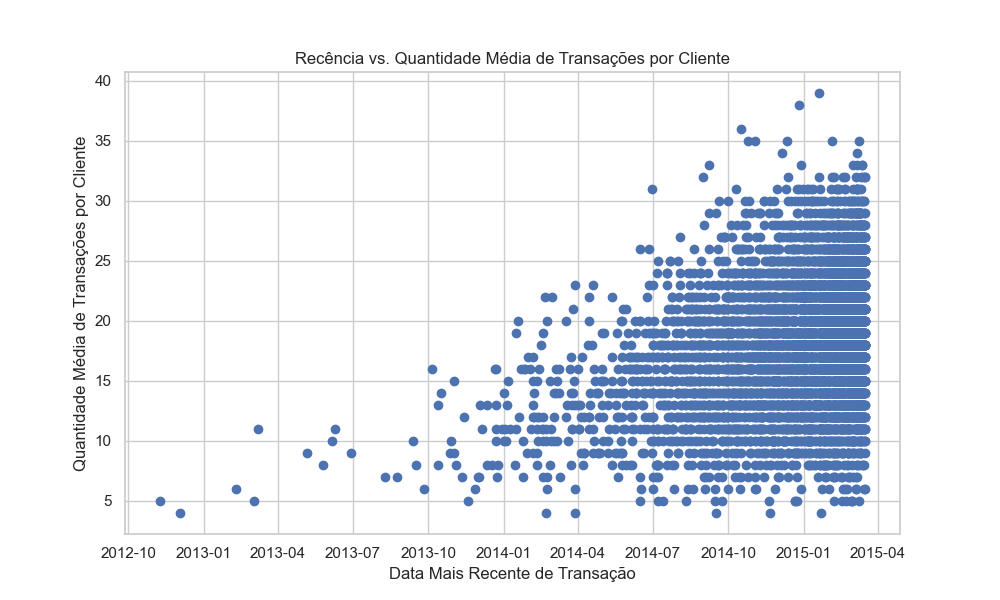 Recência vs. Quantidade Média de Transações por Cliente
Quantidade Média de Transações por Cliente
40
35
30
25
20
15
10
5
2012-10 2013-01 2013-04 2013-07 2013-10 2014-01 2014-04 2014-07 2014-10 2015-01 2015-04
Data Mais Recente de Transação